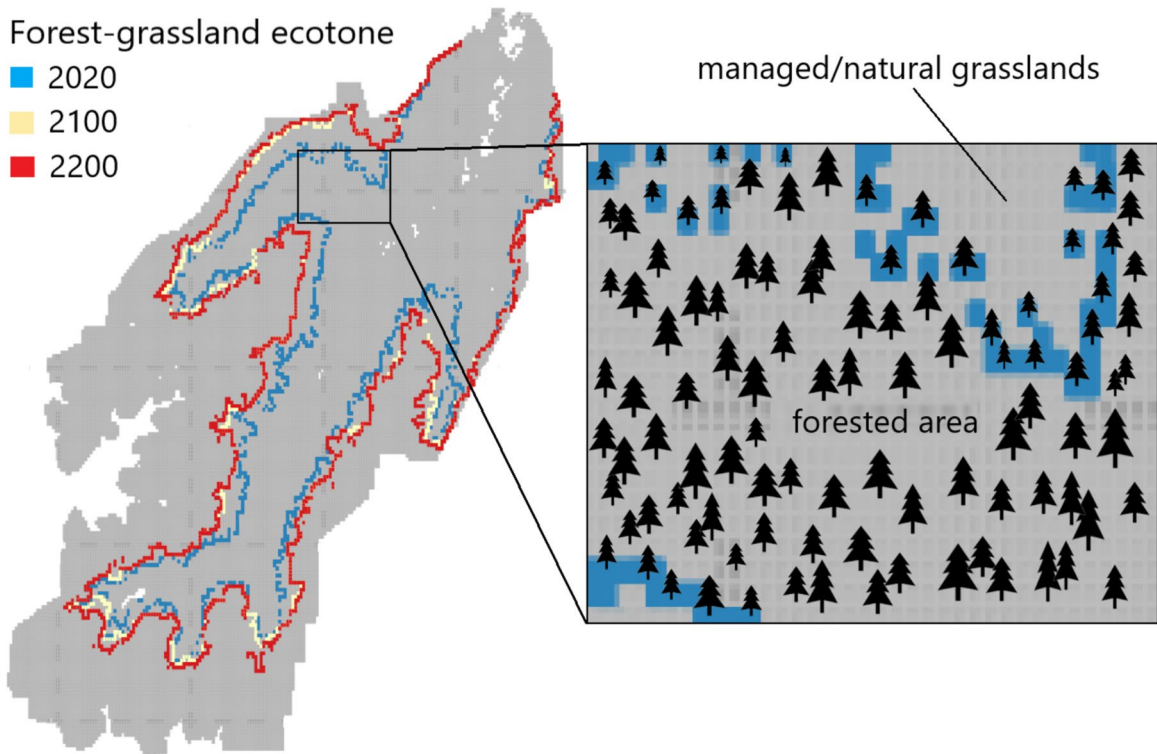 Forest-grassland ecotone
2020
2100
2200
managed/natural grasslands
forested area